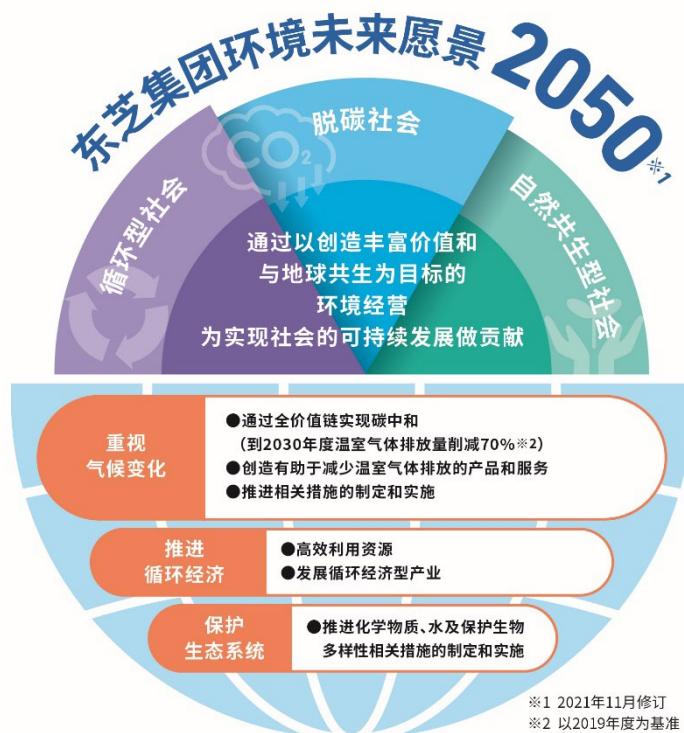 东芝集团环境未来愿景2050※1
循环型社会
脱碳社会
CO₂
自然共生型社会
通过以创造丰富价值和
与地球共生为目标的
环境经营
为实现社会的可持续发展做贡献
重视
气候变化
●通过全价值链实现碳中和
（到2030年度温室气体排放量削减70%※2）
●创造有助于减少温室气体排放的产品和服务
●推进相关措施的制定和实施
推进
循环经济
●高效利用资源
●发展循环经济型产业
保护
生态系统
●推进化学物质、水及保护生物
多样性相关措施的制定和实施
※1 2021年11月修订
※2 以2019年度为基准